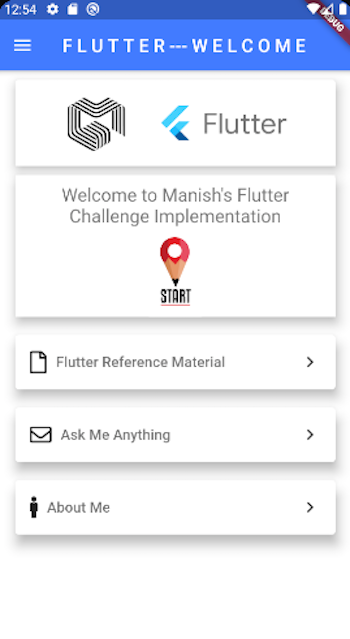 12:54
DEBUG
FLUTTER---WELCOME
Flutter
Welcome to Manish's Flutter
Challenge Implementation
START
Flutter Reference Material
Ask Me Anything
About Me